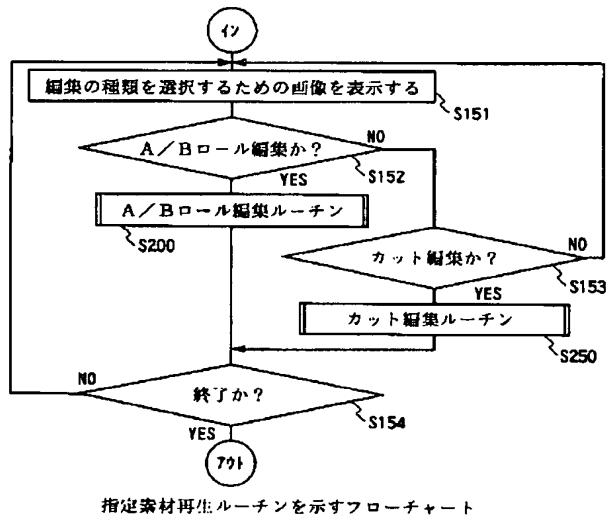 イン
編集の種類を選択するための画像を表示する
S151
A/Bロール編集か?
NO
S152
YES
A/Bロール編集ルーチン
S200
カット編集か?
NO
S153
YES
カット編集ルーチン
S250
NO
終了か?
S154
YES
アウト
指定素材再生ルーチンを示すフローチャート